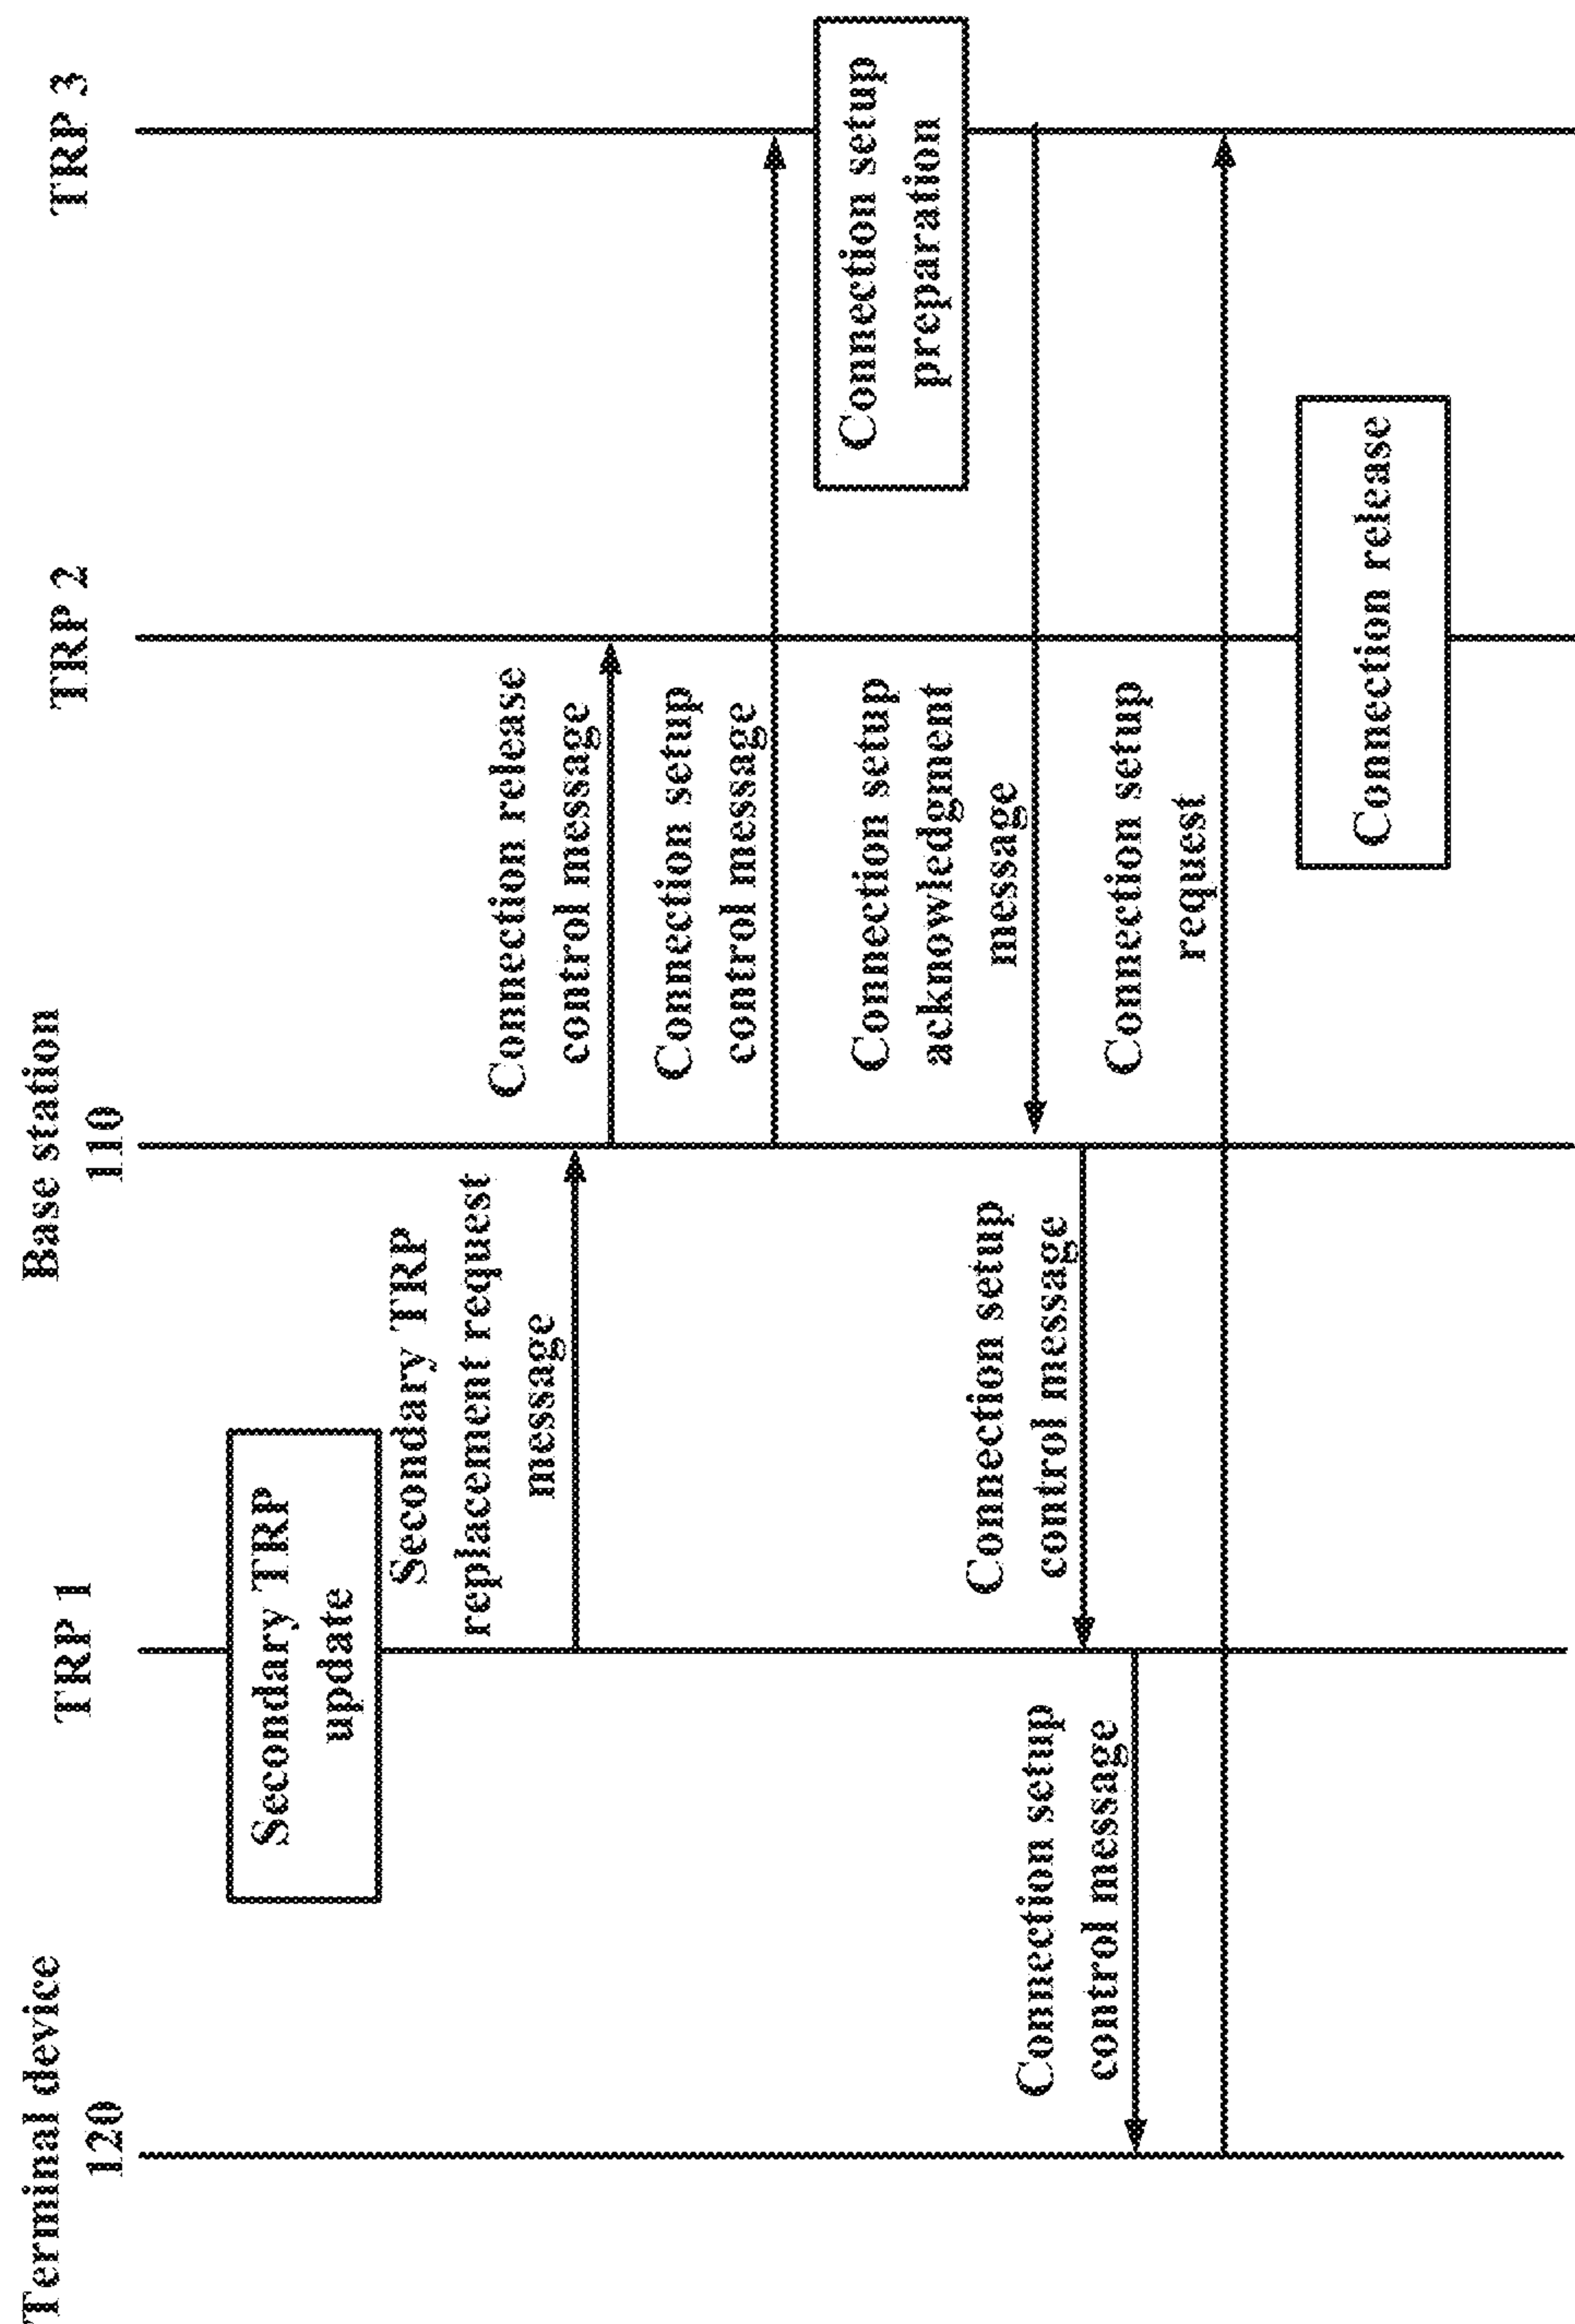 Terminal device
120
TRP 1
Base station
110
TRP 2
TRP 3
Secondary TRP
update
Secondary TRP
replacement request
message
Connection release
control message
Connection setup
control message
Connection setup
preparation
Connection setup
acknowledgment
message
Connection setup
control message
Connection setup
control message
Connection setup
request
Connection release